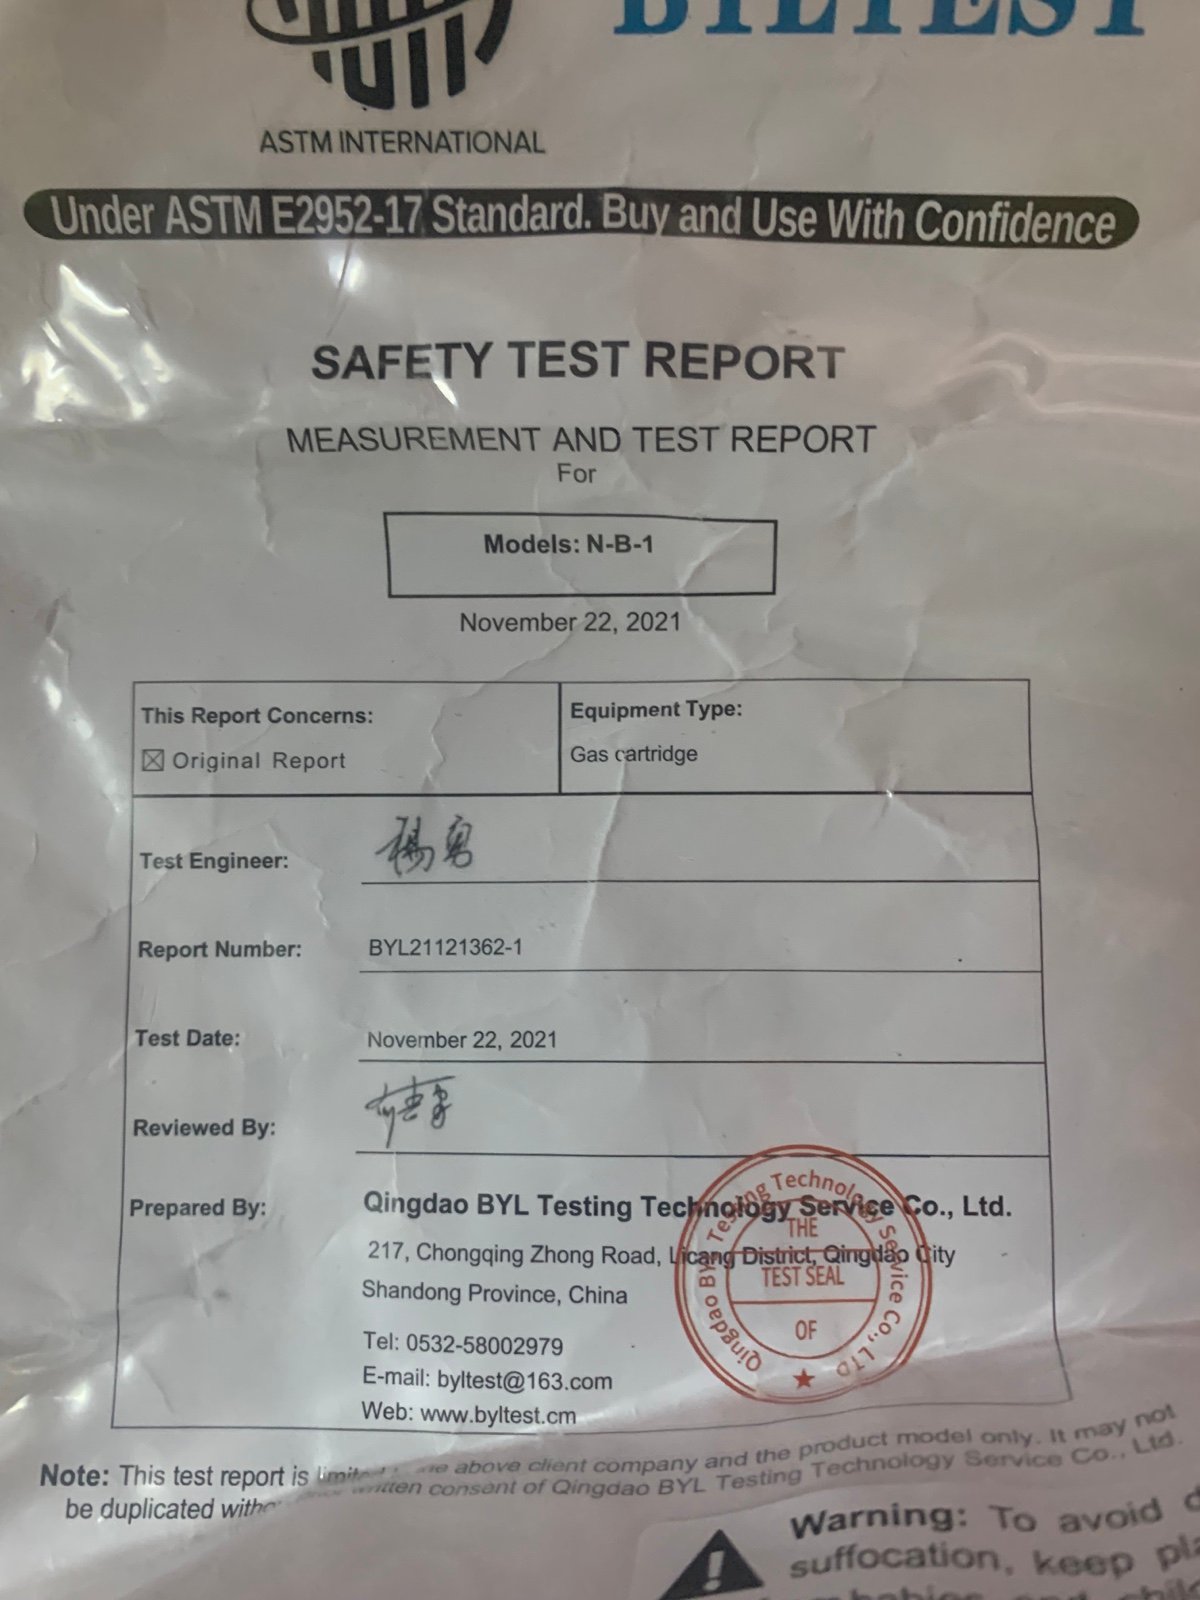 BYLTEST
ASTM INTERNATIONAL
Under ASTM E2952-17 Standard. Buy and Use With Confidence
SAFETY TEST REPORT
MEASUREMENT AND TEST REPORT
For
Models: N-B-1
November 22, 2021
This Report Concerns:
☒ Original Report
Equipment Type:
Gas cartridge
Test Engineer:
Report Number: BYL21121362-1
Test Date: November 22, 2021
Reviewed By:
Prepared By: Qingdao BYL Testing Technology Service Co., Ltd.
217, Chongqing Zhong Road, Licang District, Qingdao City
Shandong Province, China
Tel: 0532-58002979
E-mail: byltest@163.com
Web: www.byltest.cm
Qingdao BYL Testing Technology Service Co., LTD
THE
TEST SEAL
OF
Note: This test report is above client company and the product model only. It may not
be duplicated written consent of Qingdao BYL Testing Technology Service Co., Ltd.
Warning: To avoid
suffocation, keep